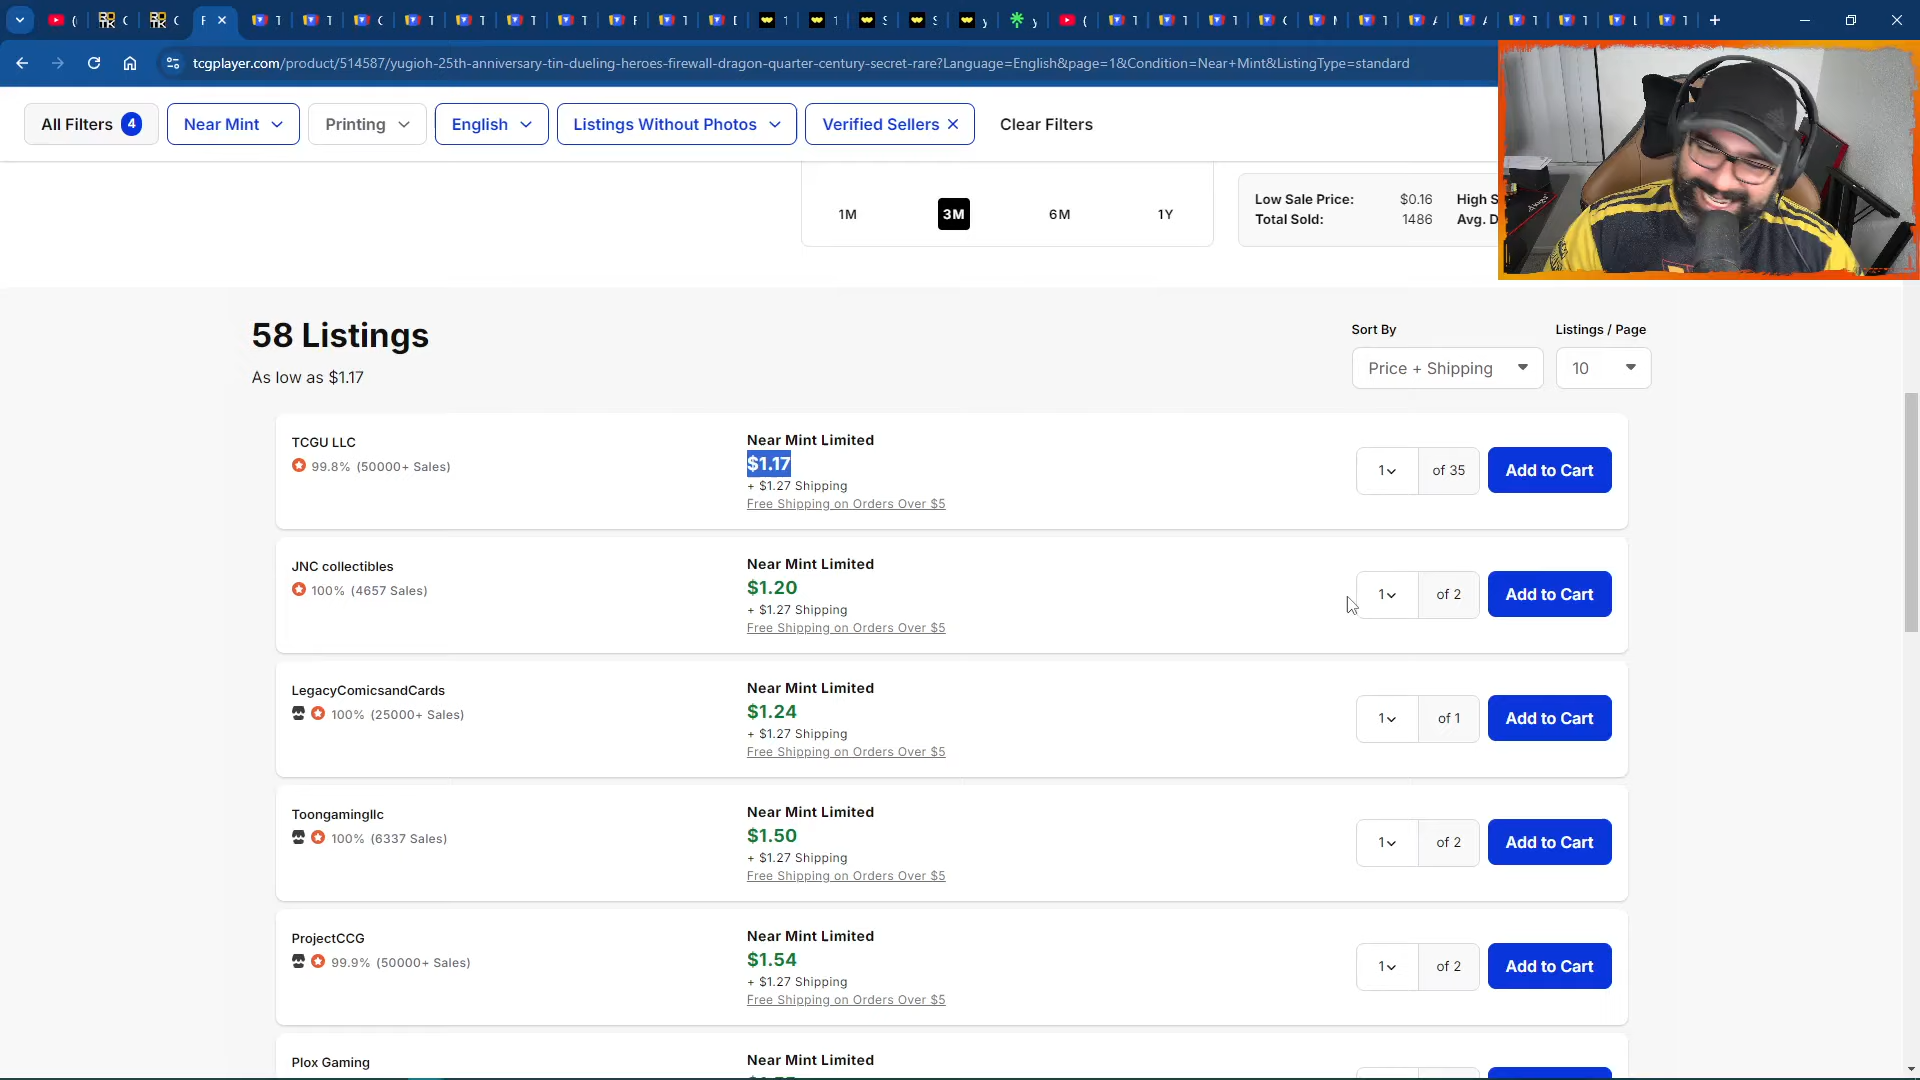 tcgplayer.com/product/514587/yugioh-25th-anniversary-tin-dueling-heroes-firewall-dragon-quarter-century-secret-rare?Language=English&page=1&Condition=Near+Mint&ListingType=standard
All Filters 4
Near Mint
Printing
English
Listings Without Photos
Verified Sellers
Clear Filters
1M
3M
6M
1Y
Low Sale Price: $0.16 High S
Total Sold: 1486 Avg. D
58 Listings
As low as $1.17
Sort By
Price + Shipping
Listings / Page
10
TCGU LLC
99.8% (50000+ Sales)
Near Mint Limited
$1.17
+ $1.27 Shipping
Free Shipping on Orders Over $5
1 of 35
Add to Cart
JNC collectibles
100% (4657 Sales)
Near Mint Limited
$1.20
+ $1.27 Shipping
Free Shipping on Orders Over $5
1 of 2
Add to Cart
LegacyComicsandCards
100% (25000+ Sales)
Near Mint Limited
$1.24
+ $1.27 Shipping
Free Shipping on Orders Over $5
1 of 1
Add to Cart
Toongamingllc
100% (6337 Sales)
Near Mint Limited
$1.50
+ $1.27 Shipping
Free Shipping on Orders Over $5
1 of 2
Add to Cart
ProjectCCG
99.9% (50000+ Sales)
Near Mint Limited
$1.54
+ $1.27 Shipping
Free Shipping on Orders Over $5
1 of 2
Add to Cart
Plox Gaming
Near Mint Limited